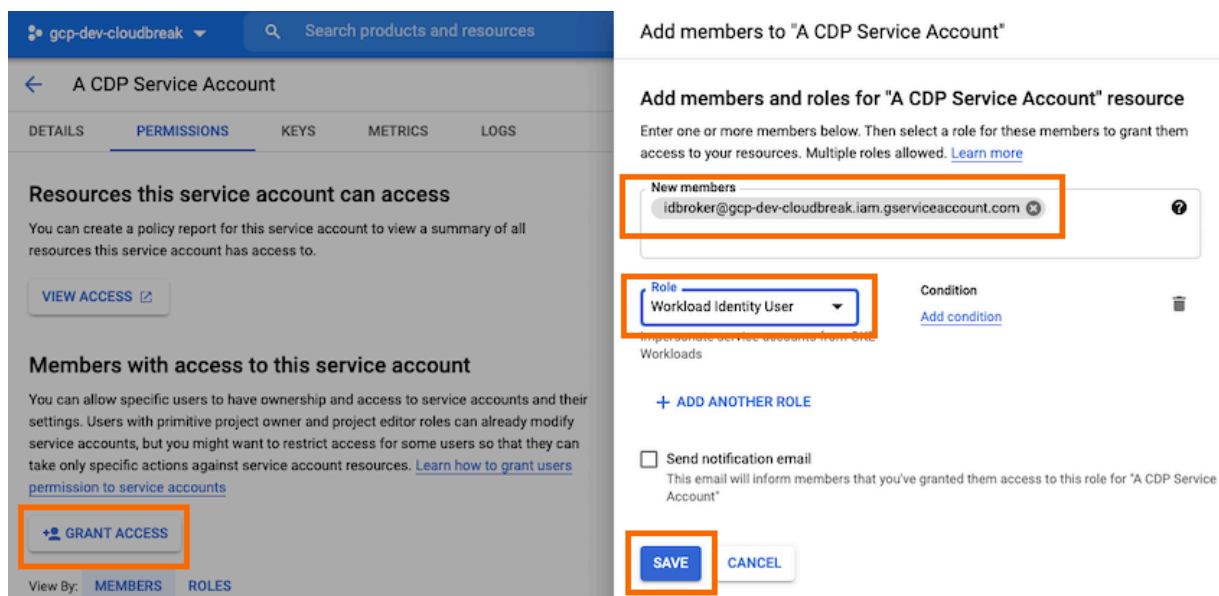 gcp-dev-cloudbreak
Search products and resources
A CDP Service Account
DETAILS PERMISSIONS KEYS METRICS LOGS
Resources this service account can access
You can create a policy report for this service account to view a summary of all
resources this service account has access to.
VIEW ACCESS
Members with access to this service account
You can allow specific users to have ownership and access to service accounts and their
settings. Users with primitive project owner and project editor roles can already modify
service accounts, but you might want to restrict access for some users so that they can
take only specific actions against service account resources. Learn how to grant users
permission to service accounts
GRANT ACCESS
View By: MEMBERS ROLES
Add members to "A CDP Service Account"
Add members and roles for "A CDP Service Account" resource
Enter one or more members below. Then select a role for these members to grant them
access to your resources. Multiple roles allowed. Learn more
New members
idbroker@gcp-dev-cloudbreak.iam.gserviceaccount.com
Role
Workload Identity User
Condition
Add condition
Impersonate service accounts from GKE
Workloads
+ ADD ANOTHER ROLE
Send notification email
This email will inform members that you've granted them access to this role for "A CDP Service
Account"
SAVE CANCEL